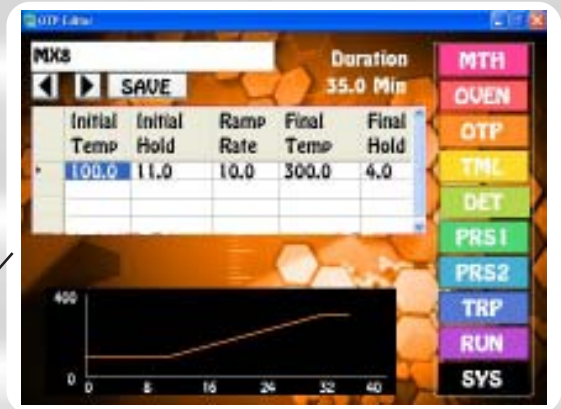 OTP Editor
MX8
Duration
SAVE
35.0 Min
Initial Temp Initial Hold Ramp Rate Final Temp Final Hold
100.0 11.0 10.0 300.0 4.0
400
0
0 8 16 24 32 40
MTH
OVEN
OTP
TML
DET
PRS1
PRS2
TRP
RUN
SYS